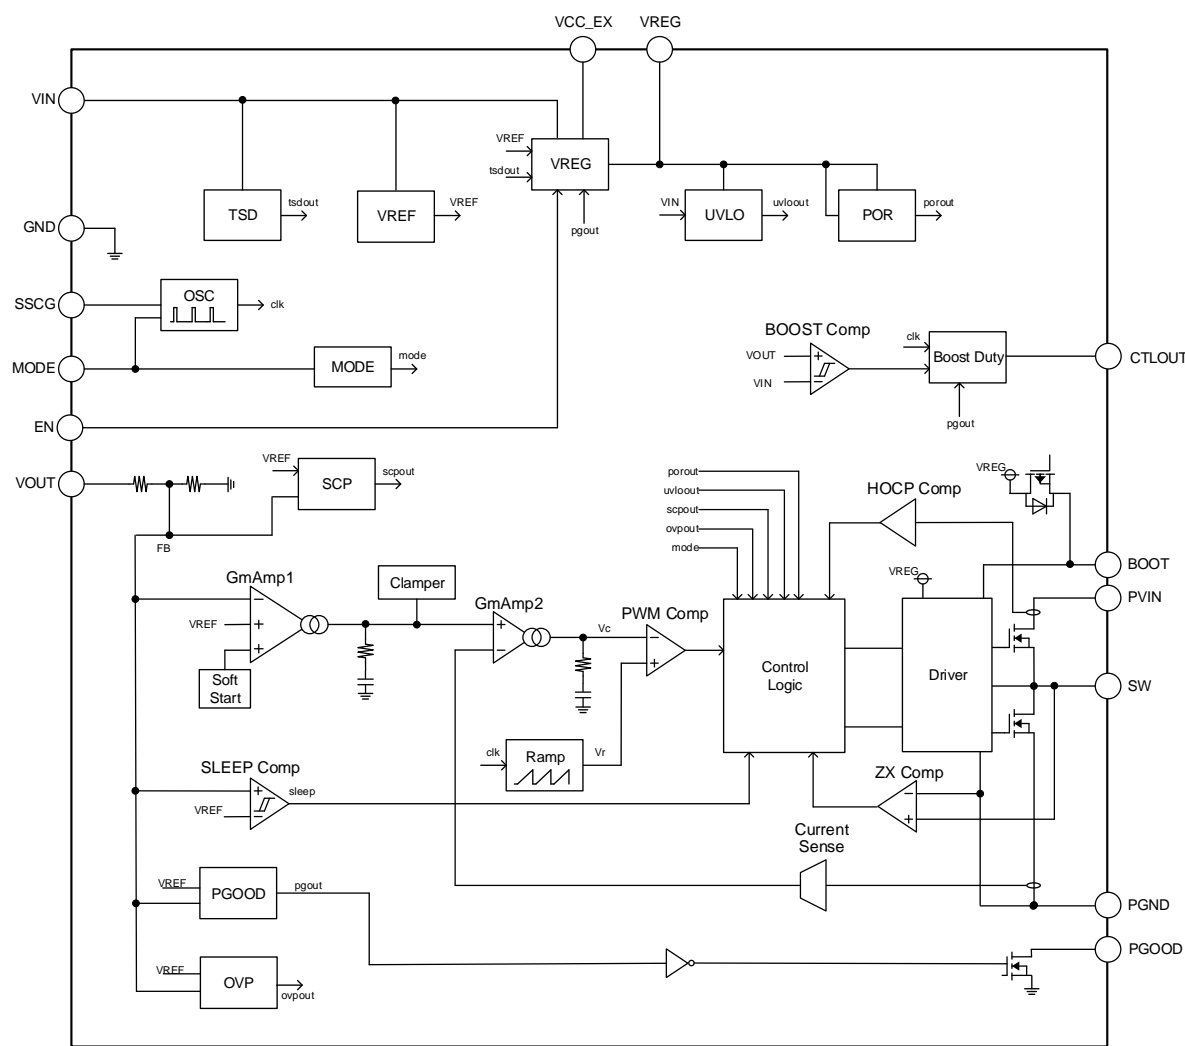 VCC_EX VREG
VIN
VREF
tsdout
VREG
pgout
TSD
tsdout
VREF
VREF
VIN
UVLO
uvloout
POR
porout
GND
SSCG
OSC
clk
MODE
MODE
mode
BOOST Comp
VOUT
VIN
+
−
clk
Boost Duty
pgout
CTLOUT
EN
VOUT
VREF
SCP
scpout
FB
porout
uvloout
scpout
ovpout
mode
HOCP Comp
VREG
BOOT
PVIN
GmAmp1
−
VREF
+
+
Soft
Start
Clamper
GmAmp2
+
−
Vc
PWM Comp
−
+
Control
Logic
VREG
Driver
SW
clk
Ramp
Vr
SLEEP Comp
+
VREF
−
sleep
ZX Comp
−
+
Current
Sense
VREF
PGOOD
pgout
PGND
PGOOD
VREF
OVP
ovpout